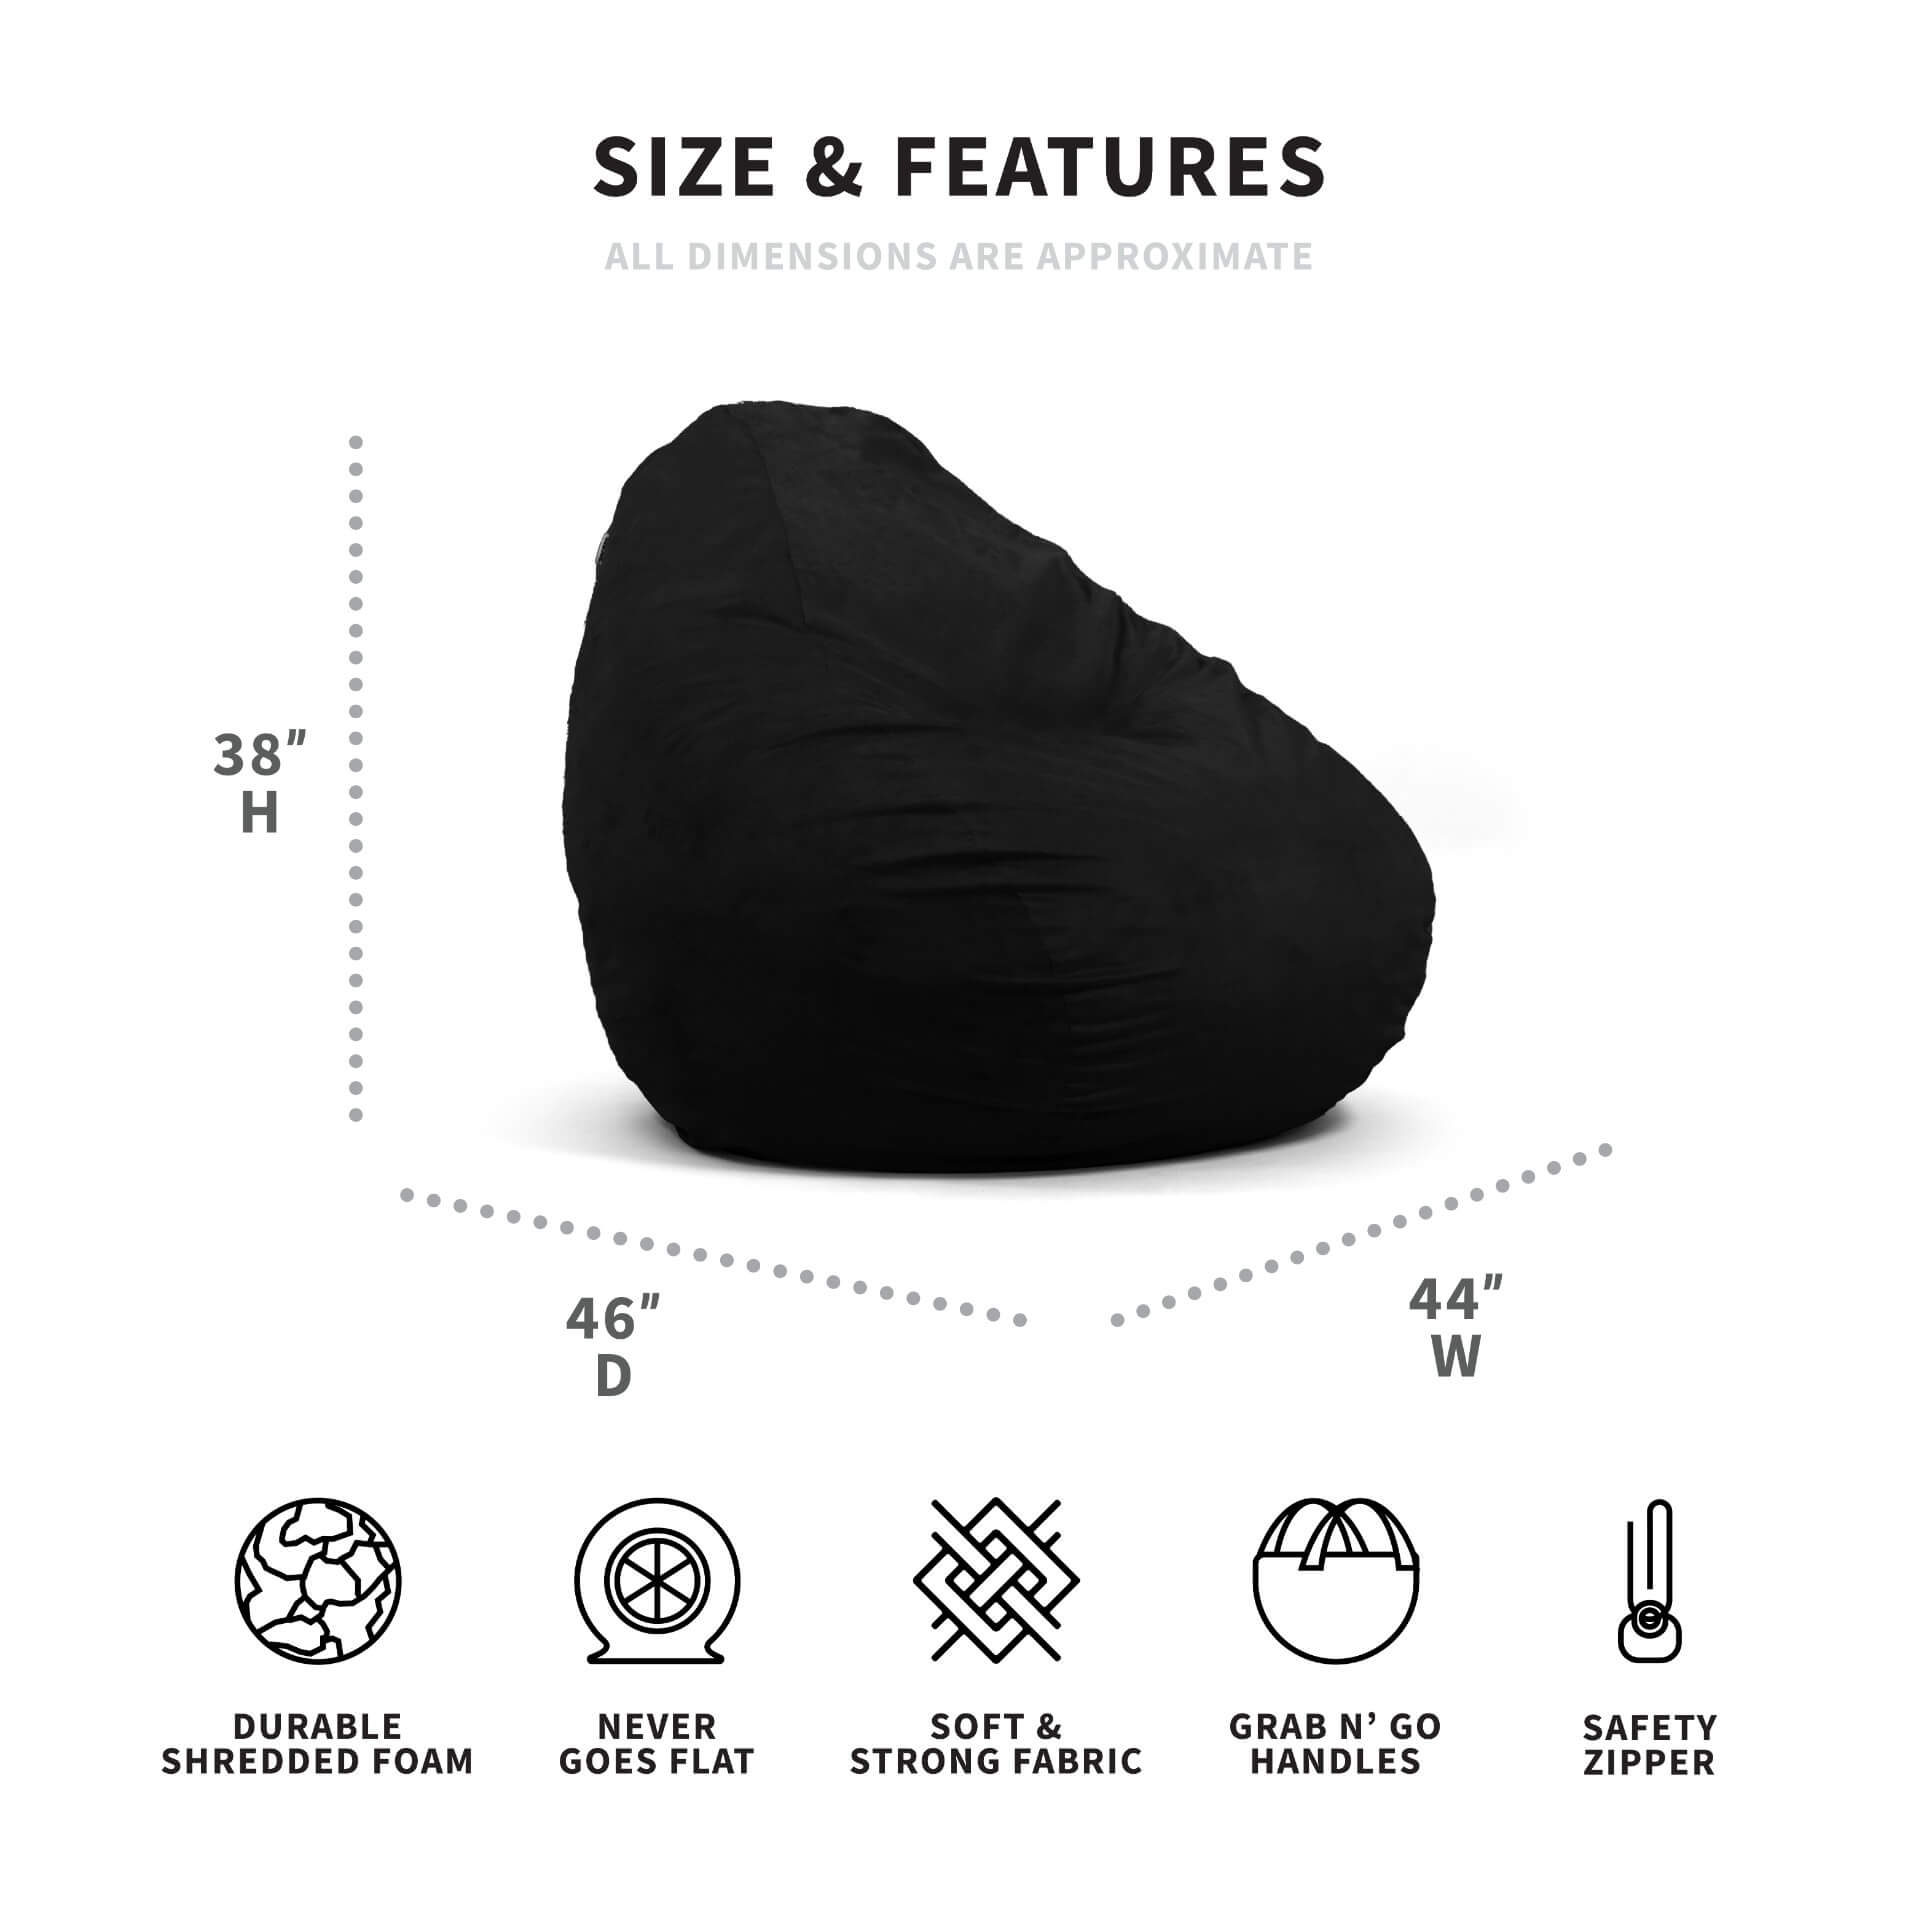 SIZE & FEATURES
ALL DIMENSIONS ARE APPROXIMATE
38″
H
46″
D
44″
W
DURABLE
SHREDDED FOAM
NEVER
GOES FLAT
SOFT &
STRONG FABRIC
GRAB N’ GO
HANDLES
SAFETY
ZIPPER